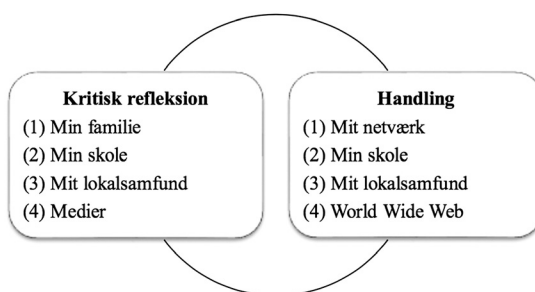 Kritisk refleksion
(1) Min familie
(2) Min skole
(3) Mit lokalsamfund
(4) Medier
Handling
(1) Mit netværk
(2) Min skole
(3) Mit lokalsamfund
(4) World Wide Web